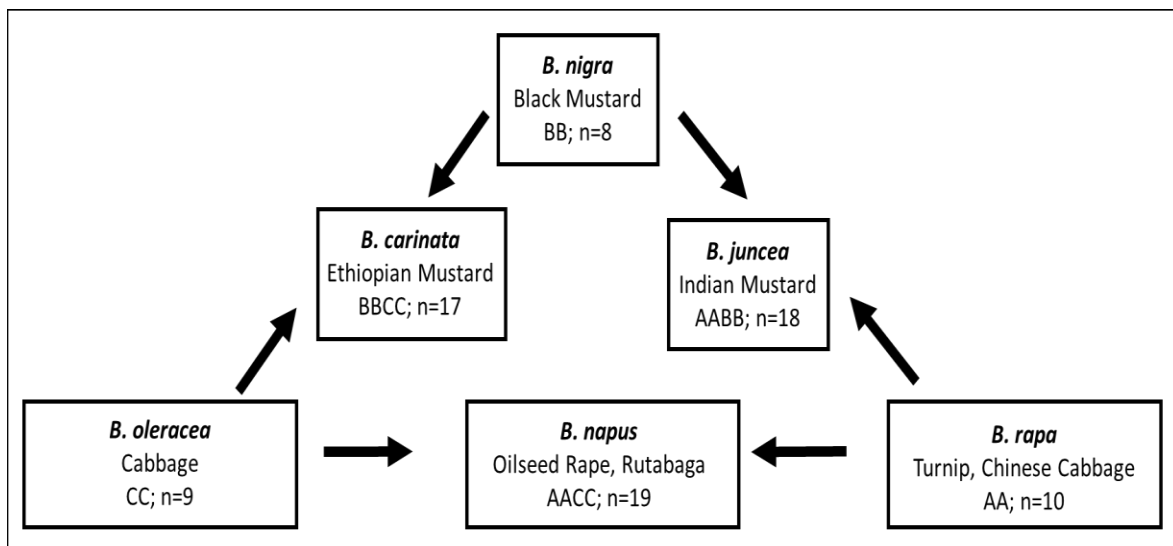 B. nigra
Black Mustard
BB; n=8
B. carinata
Ethiopian Mustard
BBCC; n=17
B. juncea
Indian Mustard
AABB; n=18
B. oleracea
Cabbage
CC; n=9
B. napus
Oilseed Rape, Rutabaga
AACC; n=19
B. rapa
Turnip, Chinese Cabbage
AA; n=10